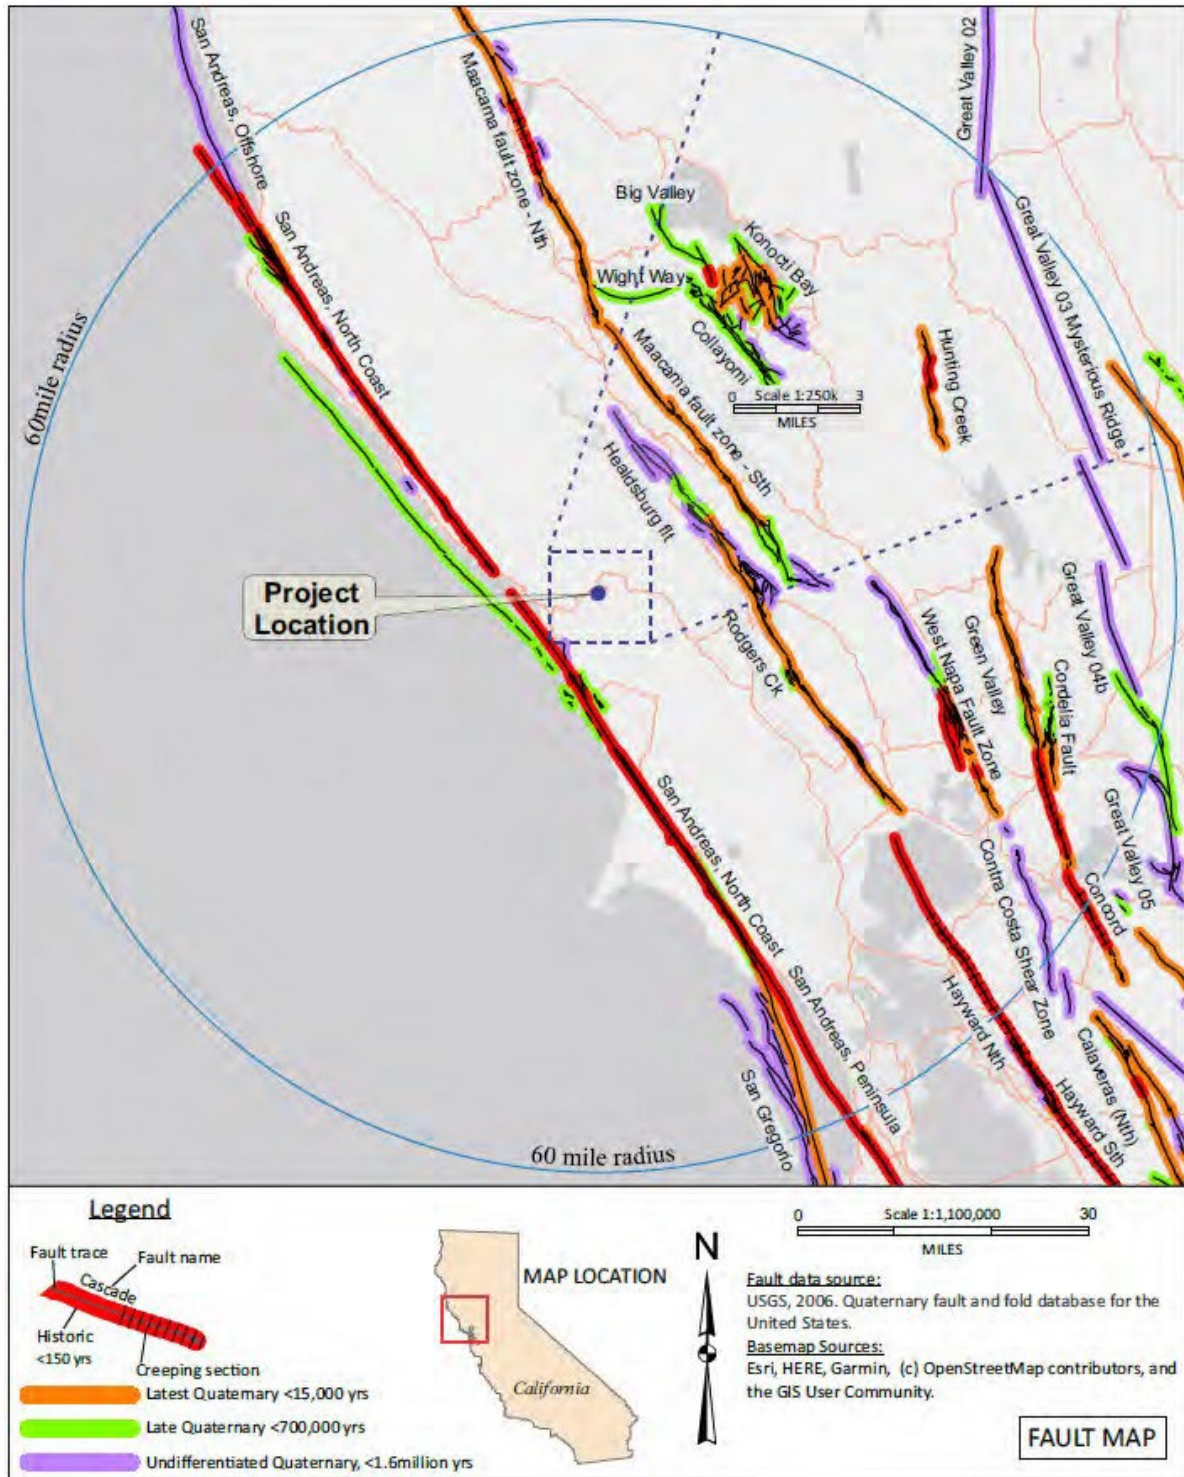 San Andreas, Offshore
Maacama fault zone - Nth
Great Valley 02
Big Valley
Konocti Bay
Wight Way
San Andreas, North Coast
Great Valley 03 Mysterious Ridge
60mile radius
Collayomi
Maacama fault zone - Sth
Hunting Creek
0 Scale 1:250k 3
MILES
Healdsburg flt
Project
Location
Rodgers Ck
West Napa Fault Zone
Green Valley
Cordelia Fault
Great Valley 04b
San Andreas, North Coast
Great Valley 05
Contra Costa Shear Zone
Concord
San Andreas, Peninsula
Hayward Nth
San Gregorio
Calaveras (Nth)
Hayward Sth
60 mile radius
Legend
Fault trace
Fault name
Cascade
Historic
<150 yrs
Creeping section
Latest Quaternary <15,000 yrs
Late Quaternary <700,000 yrs
Undifferentiated Quaternary, <1.6million yrs
MAP LOCATION
California
N
0 Scale 1:1,100,000 30
MILES
Fault data source:
USGS, 2006. Quaternary fault and fold database for the
United States.
Basemap Sources:
Esri, HERE, Garmin, (c) OpenStreetMap contributors, and
the GIS User Community.
FAULT MAP